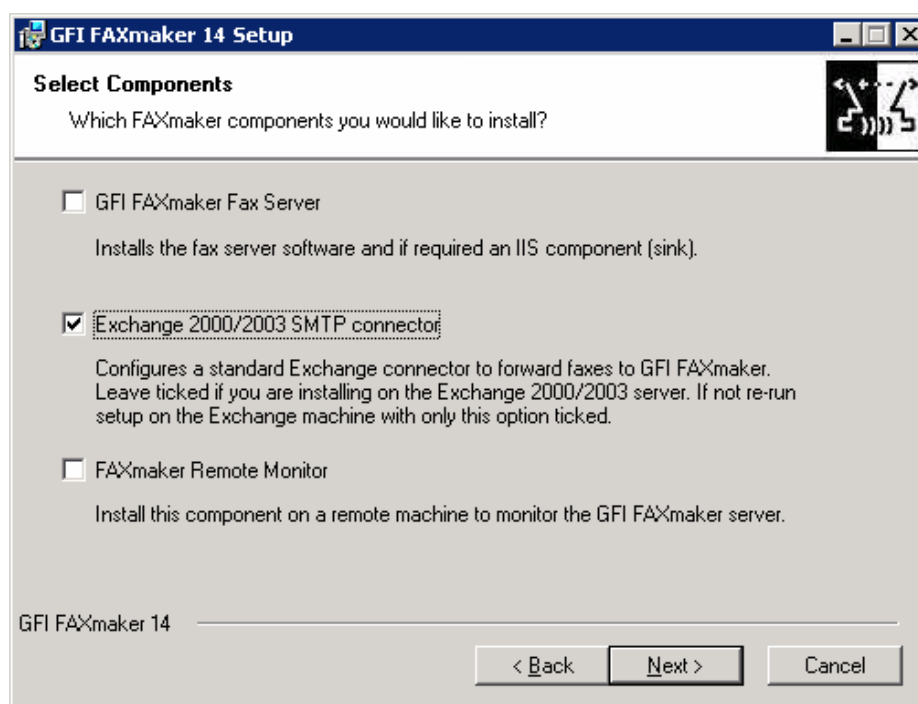 GFI FAXmaker 14 Setup
Select Components
Which FAXmaker components you would like to install?
GFI FAXmaker Fax Server
Installs the fax server software and if required an IIS component (sink).
Exchange 2000/2003 SMTP connector
Configures a standard Exchange connector to forward faxes to GFI FAXmaker.
Leave ticked if you are installing on the Exchange 2000/2003 server. If not re-run
setup on the Exchange machine with only this option ticked.
FAXmaker Remote Monitor
Install this component on a remote machine to monitor the GFI FAXmaker server.
GFI FAXmaker 14
< Back
Next >
Cancel